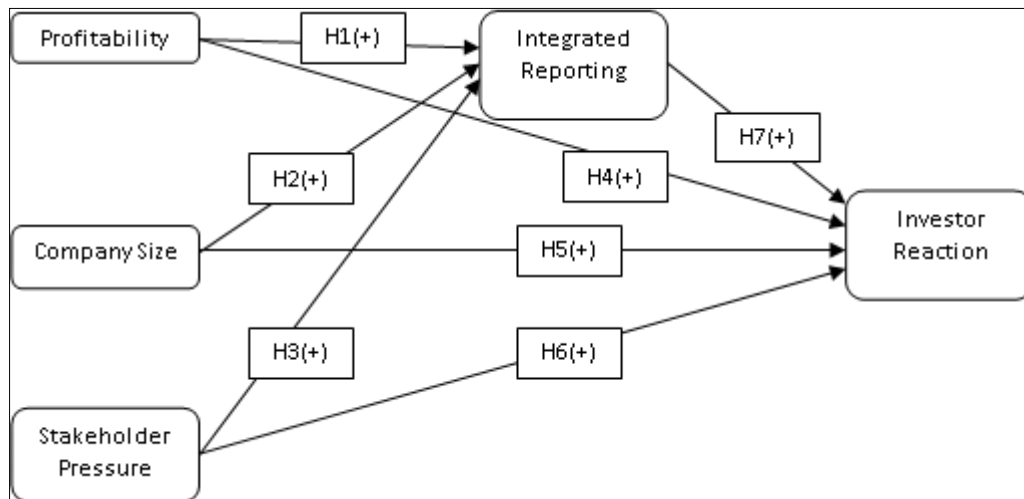 Profitability
H1(+)
Integrated
Reporting
H7(+)
H2(+)
H4(+)
Investor
Reaction
Company Size
H5(+)
H3(+)
H6(+)
Stakeholder
Pressure